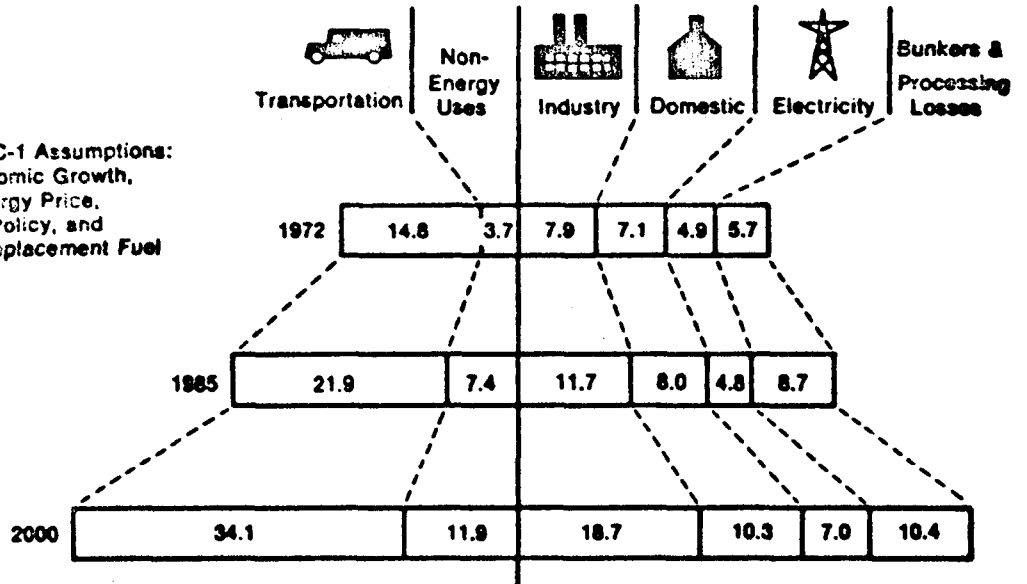 Transportation
Non-
Energy
Uses
Industry
Domestic
Electricity
Bunkers &
Processing
Losses
C-1 Assumptions:
omic Growth,
rgy Price,
Policy, and
placement Fuel
1972 14.8 3.7 7.9 7.1 4.9 5.7
1985 21.9 7.4 11.7 8.0 4.8 8.7
2000 34.1 11.9 18.7 10.3 7.0 10.4